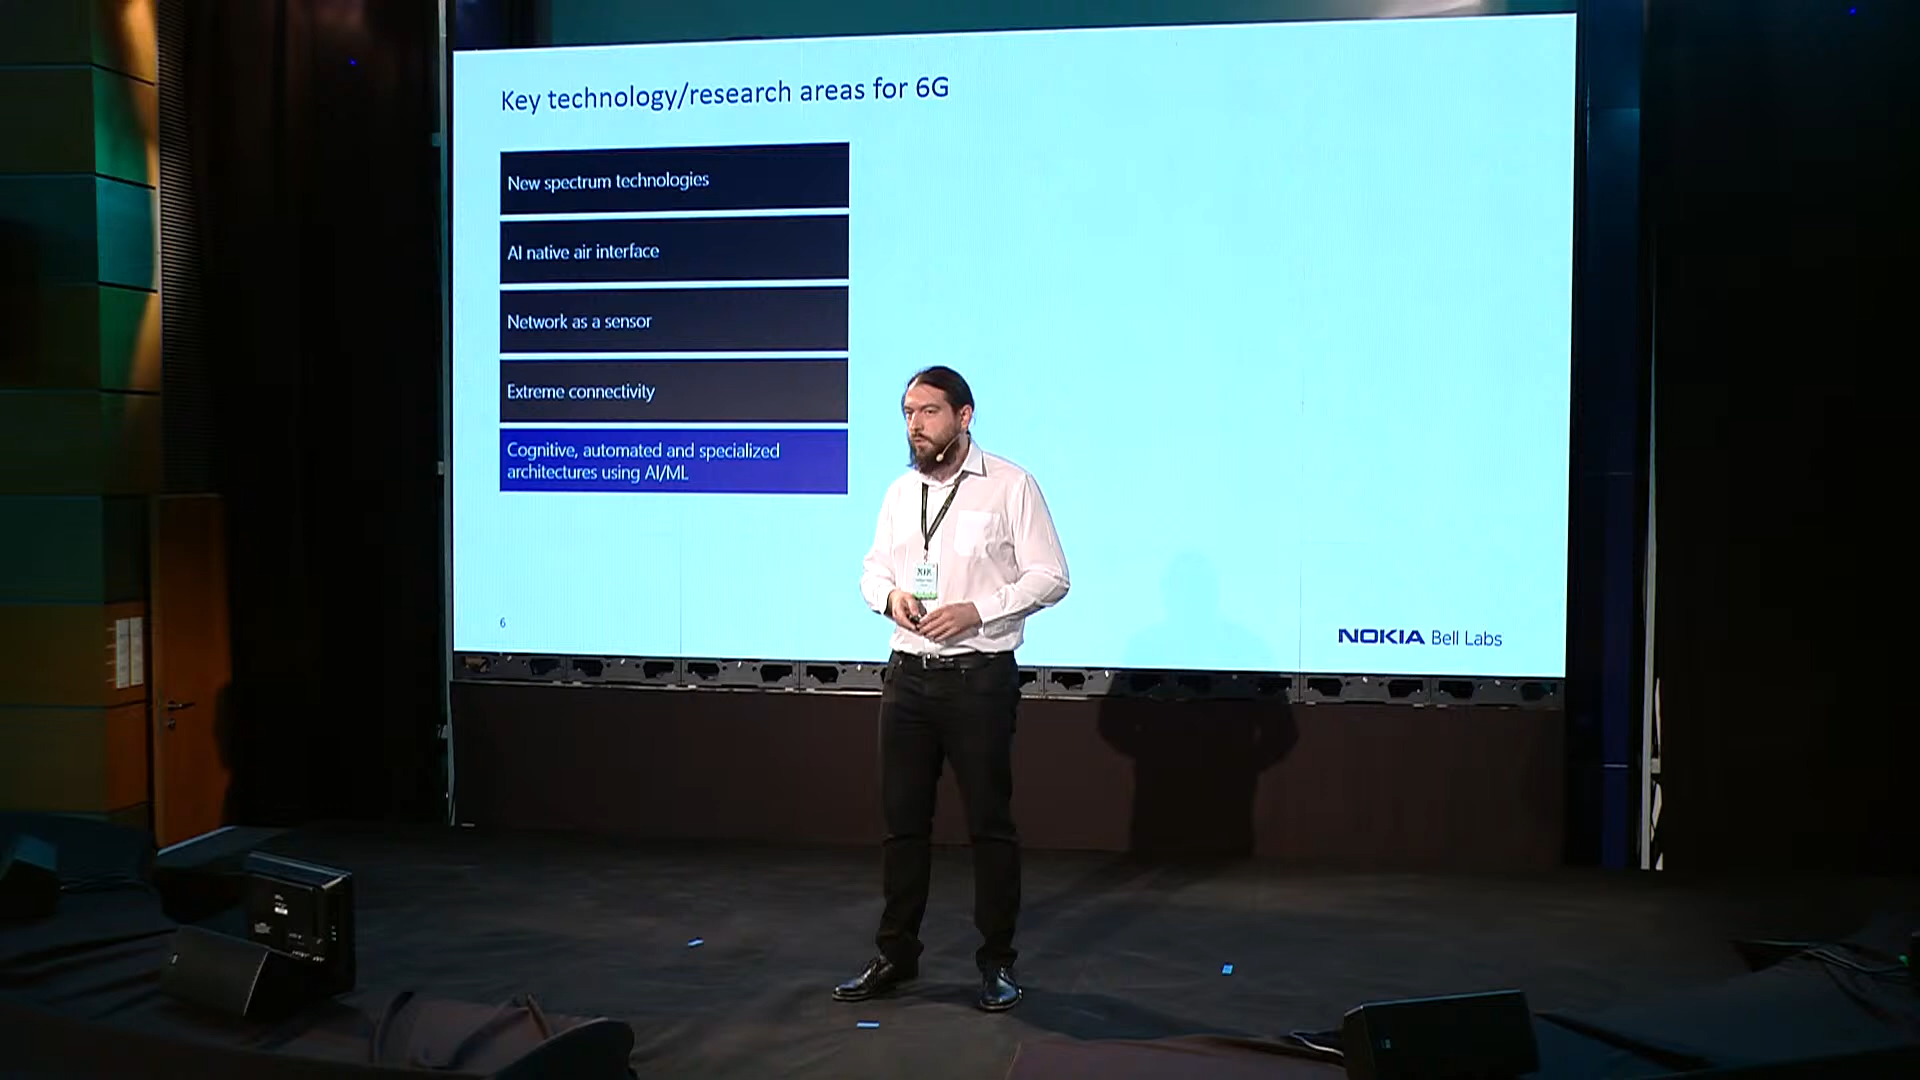 Key technology/research areas for 6G
New spectrum technologies
AI native air interface
Network as a sensor
Extreme connectivity
Cognitive, automated and specialized
architectures using AI/ML
6
NOKIA Bell Labs